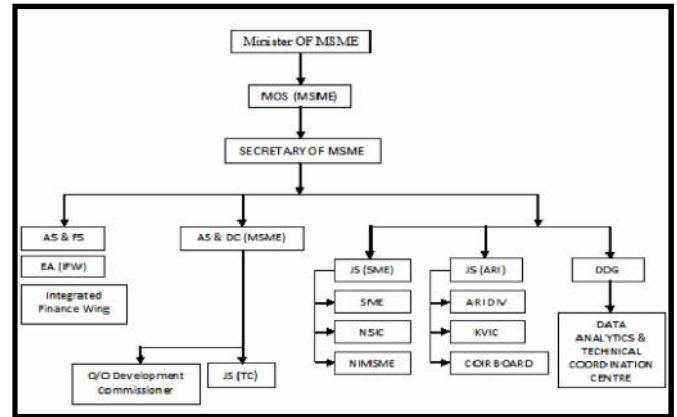 Minister OF MSME
MOS (MSME)
SECRETARY OF MSME
AS & FS
AS & DC (MSME)
JS (SME)
JS (ARI)
DDG
EA (IFW)
Integrated
Finance Wing
SME
NSIC
NIMSME
ARI DIV
KVIC
COIR BOARD
DATA
ANALYTICS &
TECHNICAL
COORDINATION
CENTRE
O/O Development
Commissioner
JS (TC)